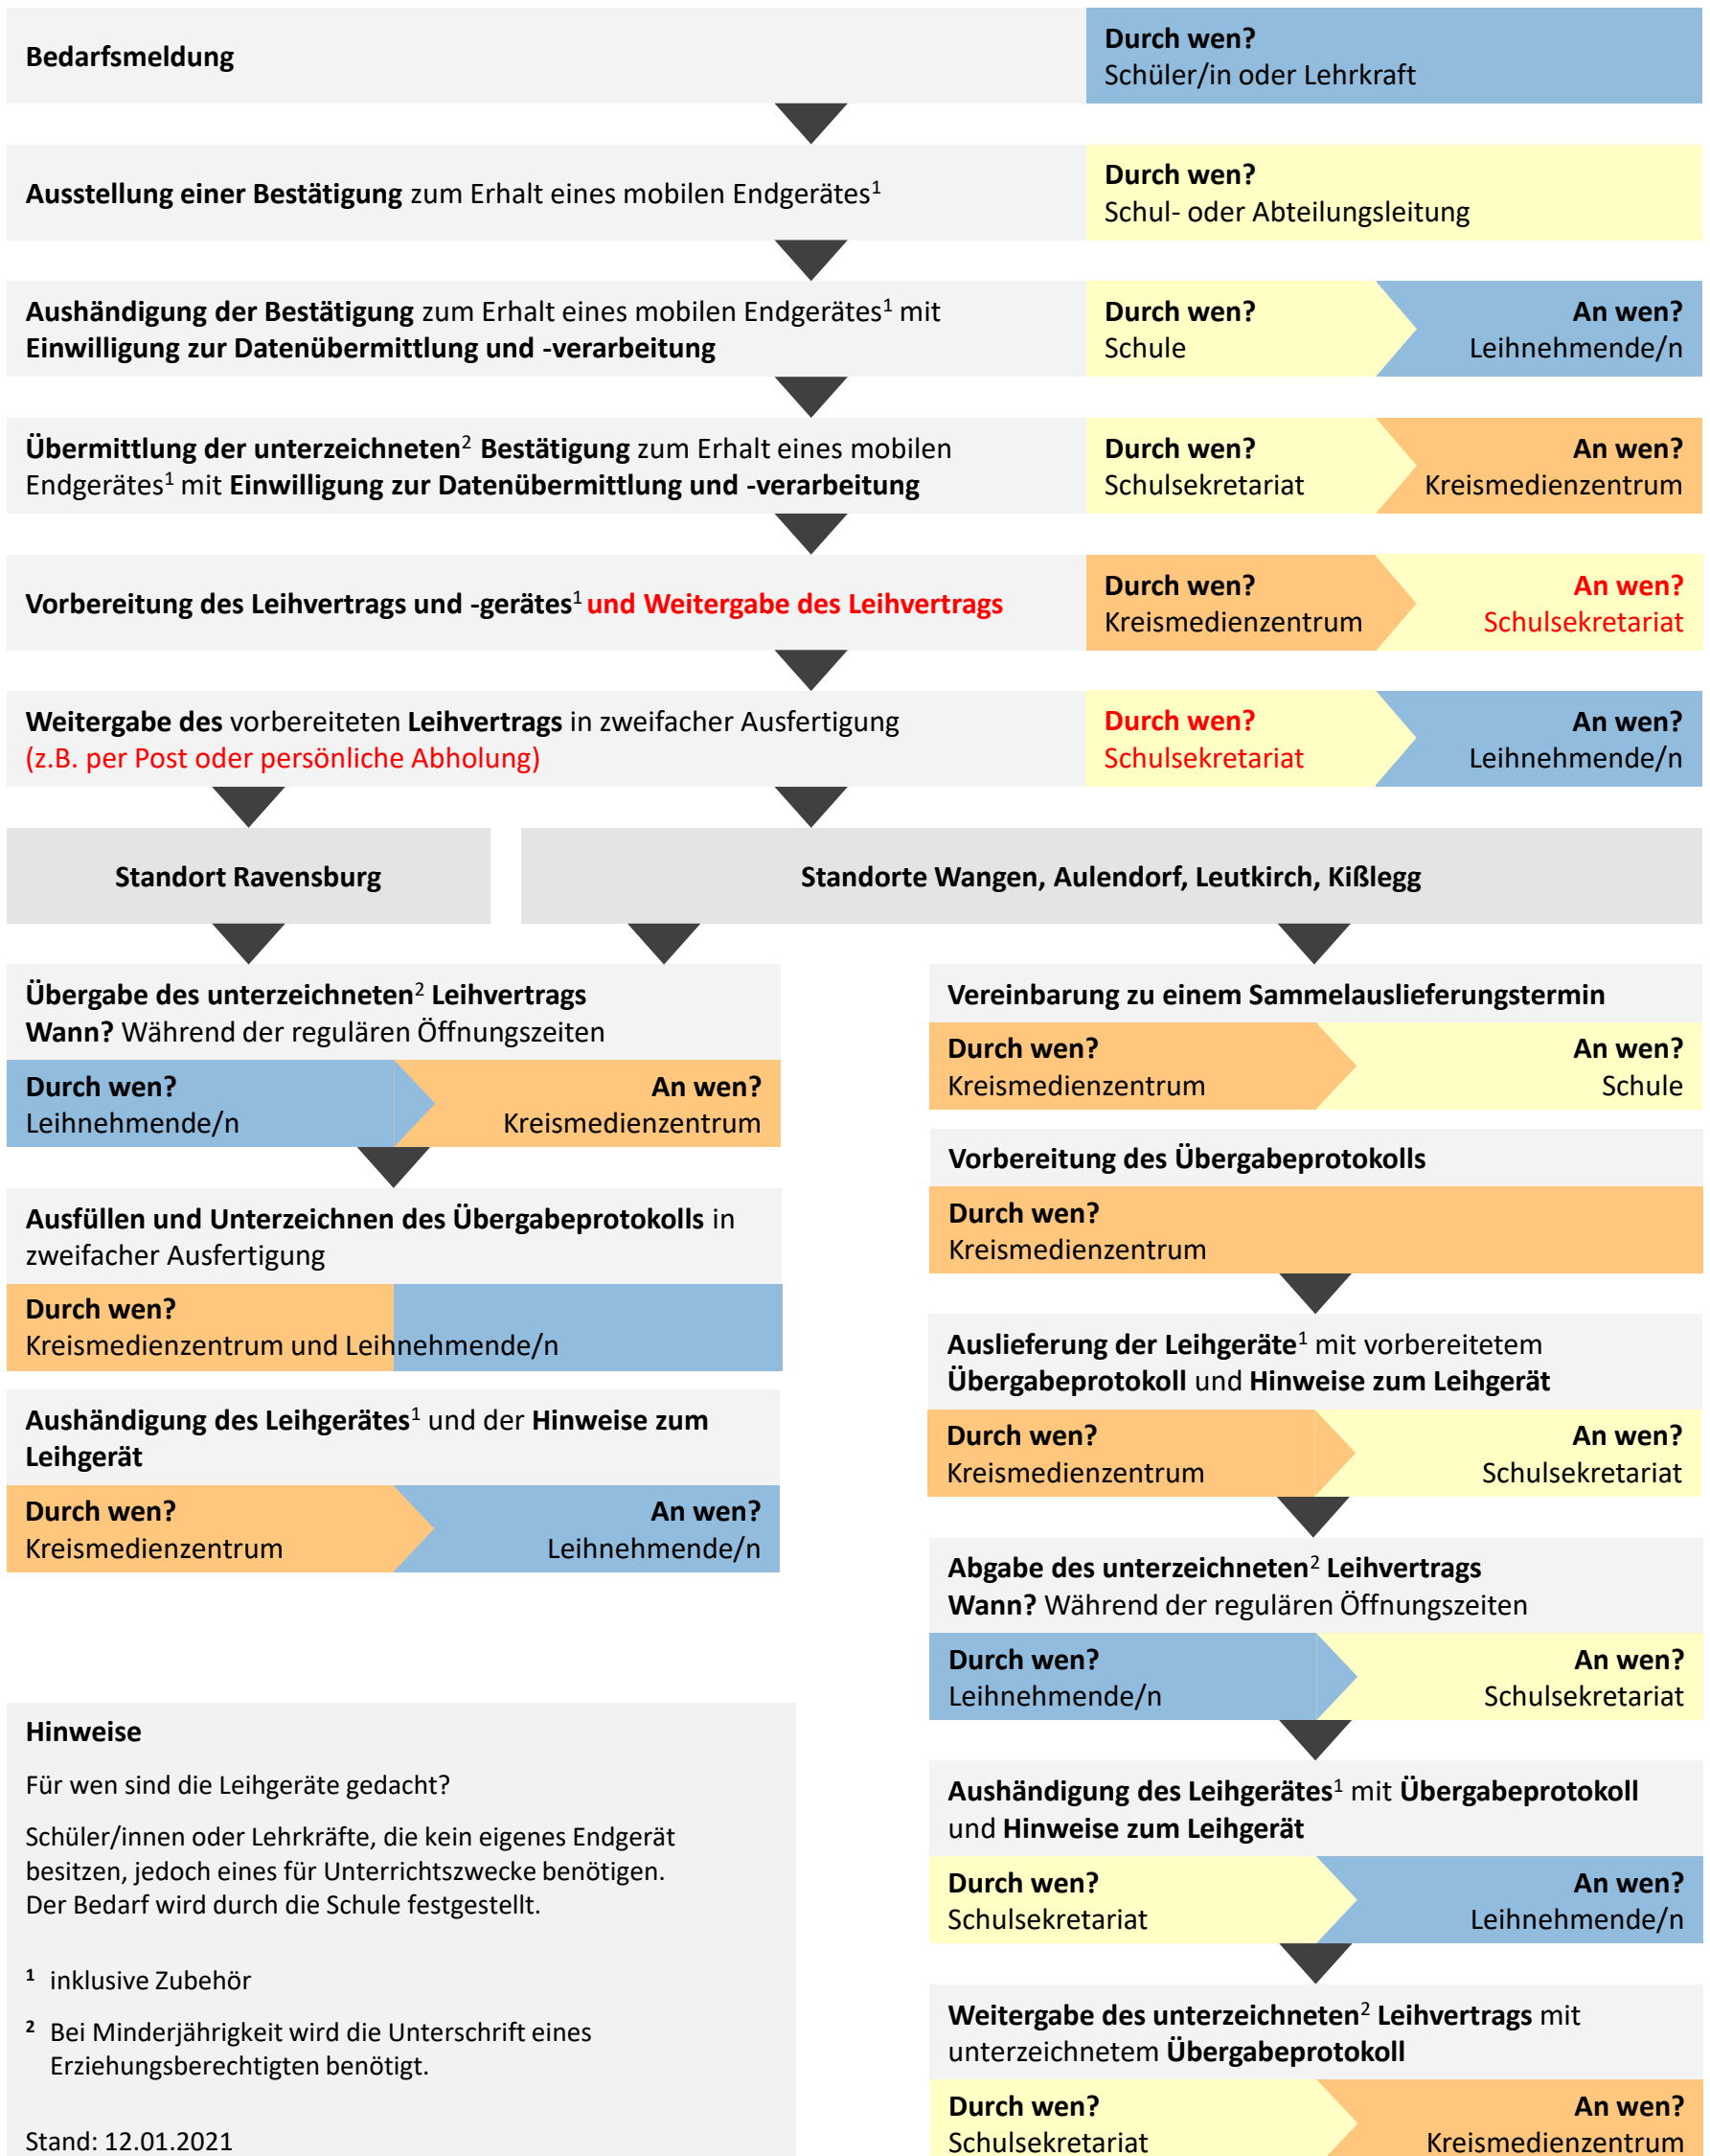 Bedarfsmeldung
Durch wen?
Schüler/in oder Lehrkraft
Ausstellung einer Bestätigung zum Erhalt eines mobilen Endgerätes¹
Durch wen?
Schul- oder Abteilungsleitung
Aushändigung der Bestätigung zum Erhalt eines mobilen Endgerätes¹ mit
Einwilligung zur Datenübermittlung und -verarbeitung
Durch wen?
Schule
An wen?
Leihnehmende/n
Übermittlung der unterzeichneten² Bestätigung zum Erhalt eines mobilen
Endgerätes¹ mit Einwilligung zur Datenübermittlung und -verarbeitung
Durch wen?
Schulsekretariat
An wen?
Kreismedienzentrum
Vorbereitung des Leihvertrags und -gerätes¹ und Weitergabe des Leihvertrags
Durch wen?
Kreismedienzentrum
An wen?
Schulsekretariat
Weitergabe des vorbereiteten Leihvertrags in zweifacher Ausfertigung
(z.B. per Post oder persönliche Abholung)
Durch wen?
Schulsekretariat
An wen?
Leihnehmende/n
Standort Ravensburg
Standorte Wangen, Aulendorf, Leutkirch, Kißlegg
Übergabe des unterzeichneten² Leihvertrags
Wann? Während der regulären Öffnungszeiten
Durch wen?
Leihnehmende/n
An wen?
Kreismedienzentrum
Ausfüllen und Unterzeichnen des Übergabeprotokolls in
zweifacher Ausfertigung
Durch wen?
Kreismedienzentrum und Leihnehmende/n
Aushändigung des Leihgerätes¹ und der Hinweise zum
Leihgerät
Durch wen?
Kreismedienzentrum
An wen?
Leihnehmende/n
Vereinbarung zu einem Sammelauslieferungstermin
Durch wen?
Kreismedienzentrum
An wen?
Schule
Vorbereitung des Übergabeprotokolls
Durch wen?
Kreismedienzentrum
Auslieferung der Leihgeräte¹ mit vorbereitetem
Übergabeprotokoll und Hinweise zum Leihgerät
Durch wen?
Kreismedienzentrum
An wen?
Schulsekretariat
Abgabe des unterzeichneten² Leihvertrags
Wann? Während der regulären Öffnungszeiten
Durch wen?
Leihnehmende/n
An wen?
Schulsekretariat
Aushändigung des Leihgerätes¹ mit Übergabeprotokoll
und Hinweise zum Leihgerät
Durch wen?
Schulsekretariat
An wen?
Leihnehmende/n
Weitergabe des unterzeichneten² Leihvertrags mit
unterzeichnetem Übergabeprotokoll
Durch wen?
Schulsekretariat
An wen?
Kreismedienzentrum
Hinweise
Für wen sind die Leihgeräte gedacht?
Schüler/innen oder Lehrkräfte, die kein eigenes Endgerät
besitzen, jedoch eines für Unterrichtszwecke benötigen.
Der Bedarf wird durch die Schule festgestellt.
¹ inklusive Zubehör
² Bei Minderjährigkeit wird die Unterschrift eines
Erziehungsberechtigten benötigt.
Stand: 12.01.2021